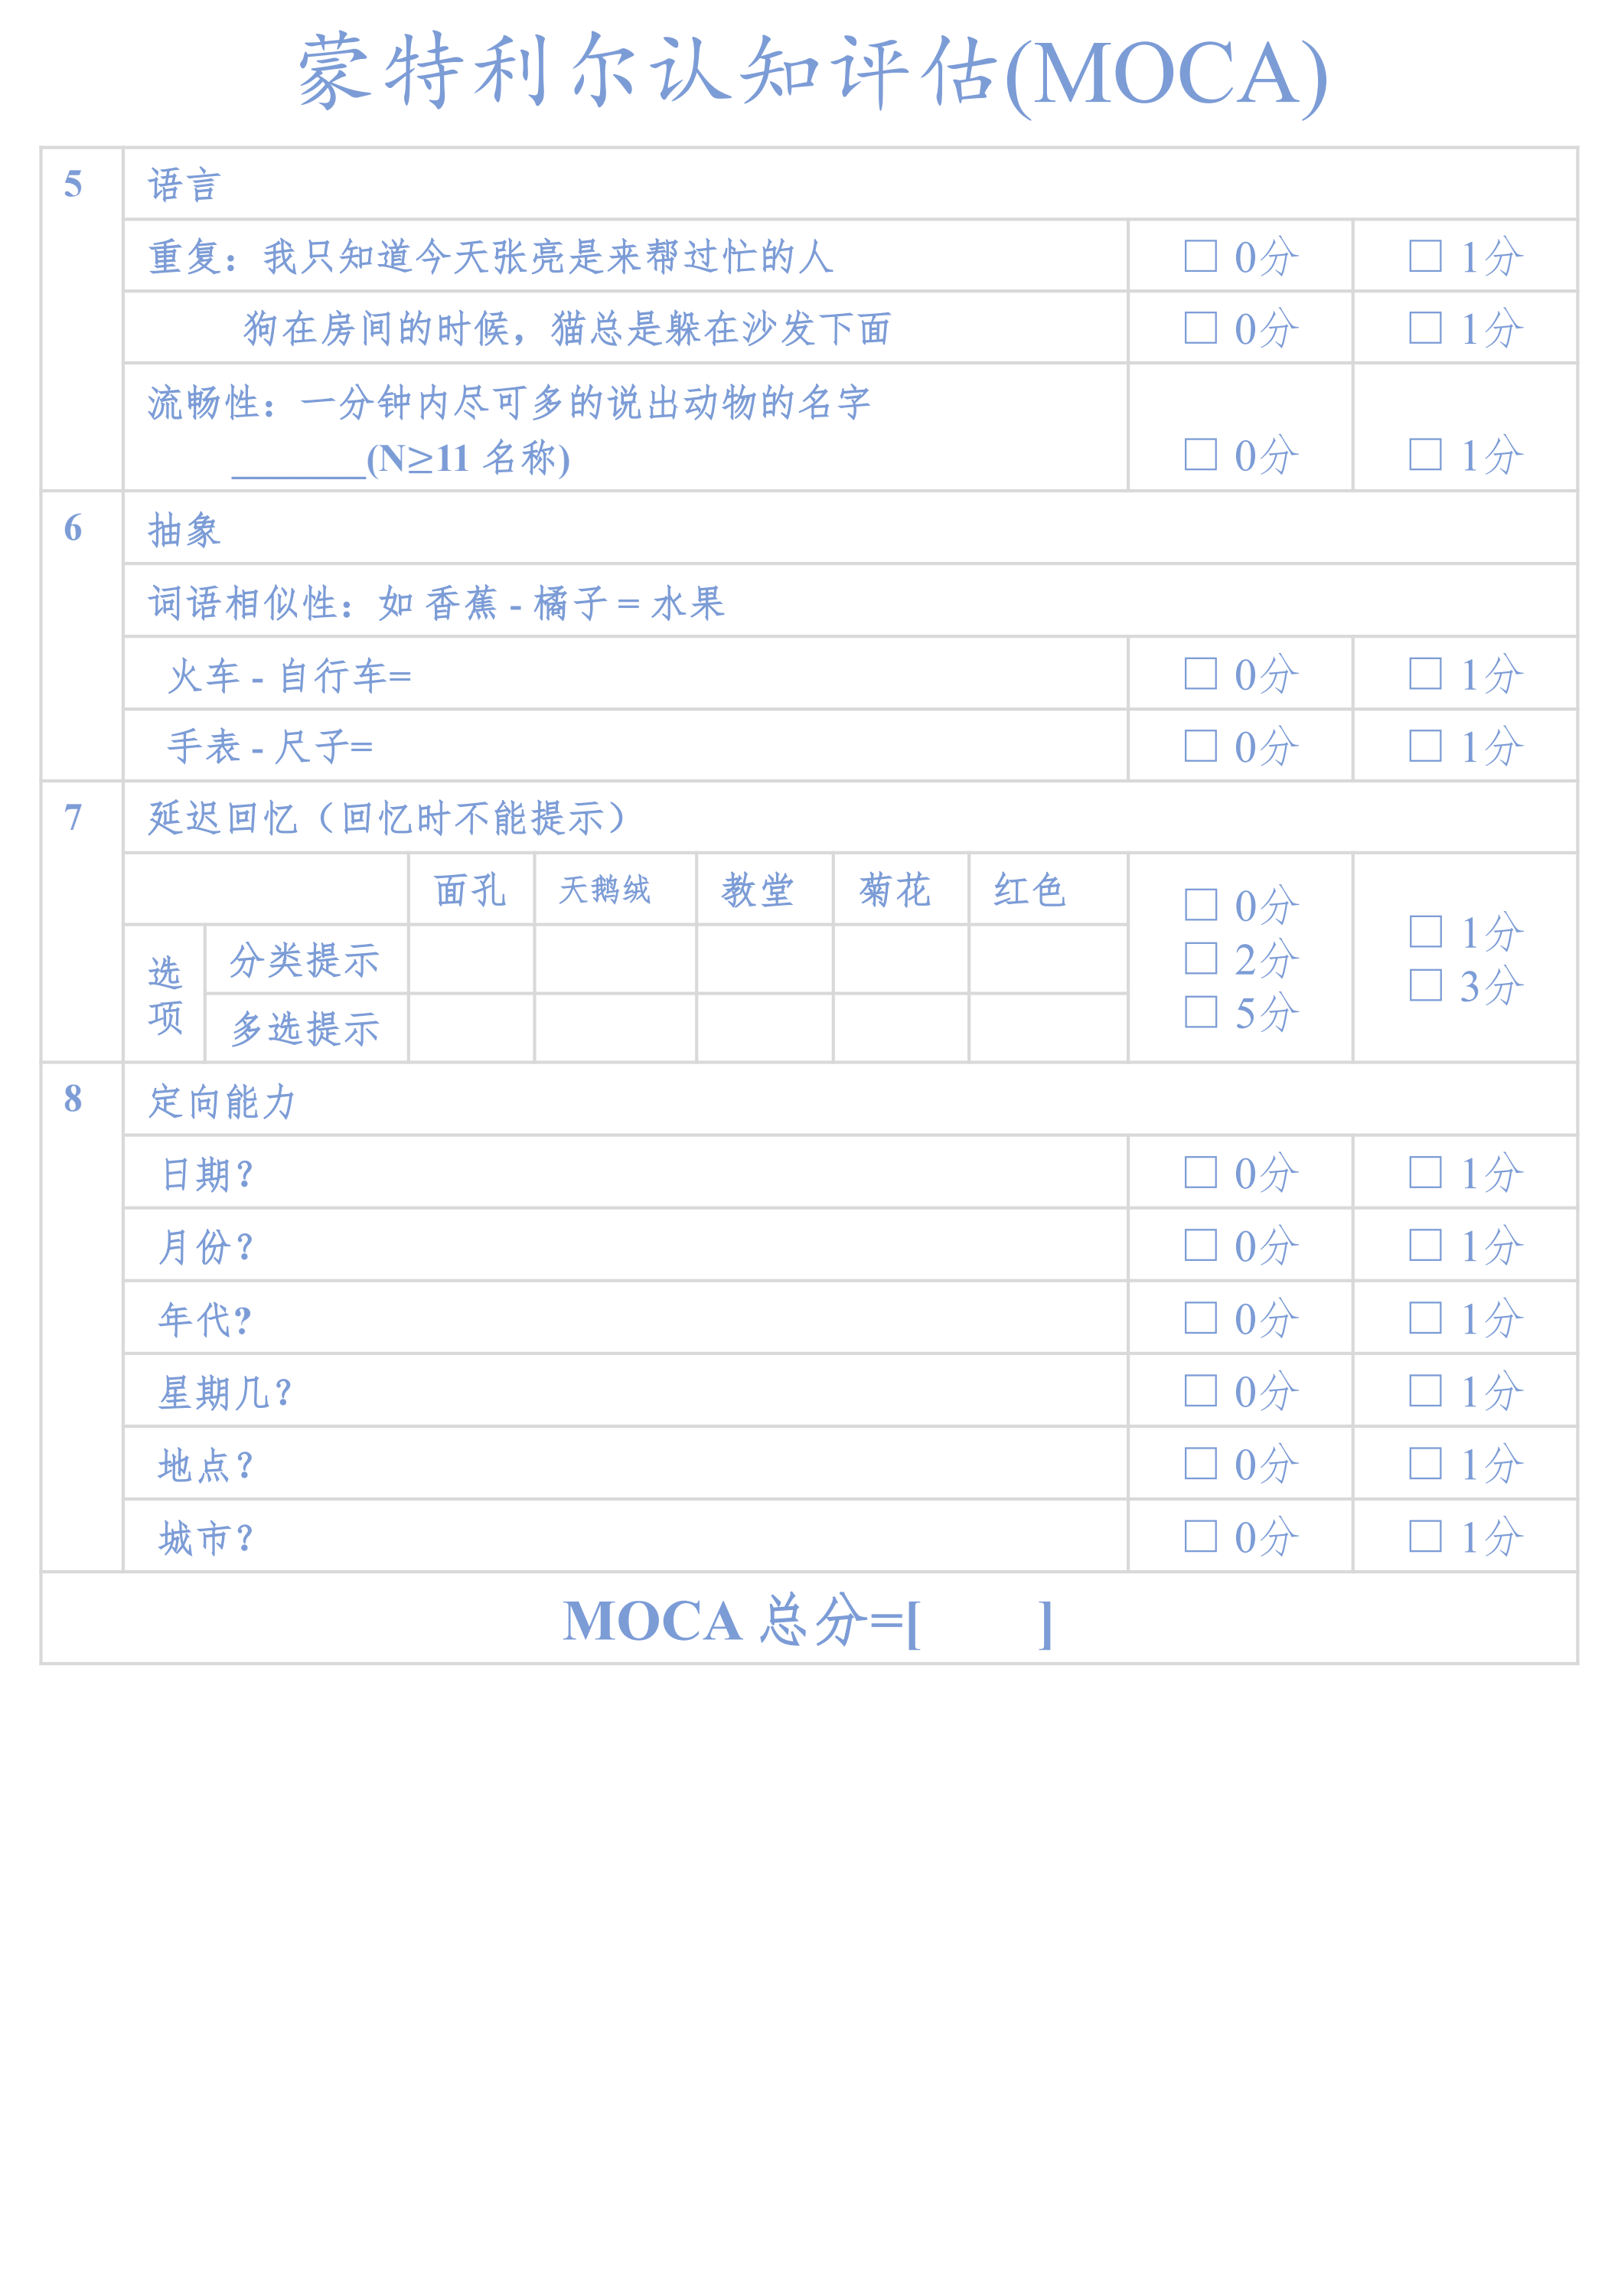 蒙特利尔认知评估(MOCA)
5 语言
重复：我只知道今天张亮是来帮过忙的人 □ 0分 □ 1分
狗在房间的时候，猫总是躲在沙发下面 □ 0分 □ 1分
流畅性：一分钟内尽可多的说出动物的名字
_______(N≥11 名称) □ 0分 □ 1分
6 抽象
词语相似性：如 香蕉 - 橘子 = 水果
火车 - 自行车= □ 0分 □ 1分
手表 - 尺子= □ 0分 □ 1分
7 延迟回忆（回忆时不能提示）
面孔 天鹅绒 教堂 菊花 红色
选项
分类提示
多选提示
□ 0分 □ 1分
□ 2分 □ 3分
□ 5分
8 定向能力
日期？ □ 0分 □ 1分
月份？ □ 0分 □ 1分
年代? □ 0分 □ 1分
星期几？ □ 0分 □ 1分
地点？ □ 0分 □ 1分
城市？ □ 0分 □ 1分
MOCA 总分=[ ]